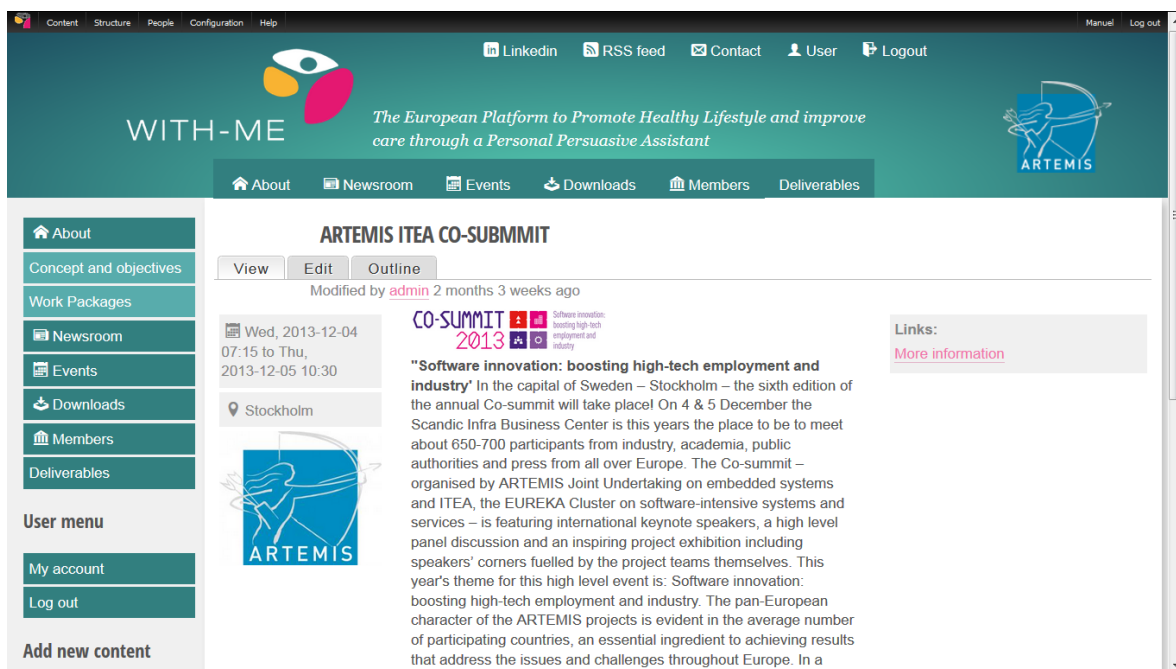 Content Structure People Configuration Help Manuel Log out
Linkedin RSS feed Contact User Logout
WITH-ME
The European Platform to Promote Healthy Lifestyle and improve
care through a Personal Persuasive Assistant
ARTEMIS
About Newsroom Events Downloads Members Deliverables
About
Concept and objectives
Work Packages
Newsroom
Events
Downloads
Members
Deliverables
User menu
My account
Log out
Add new content
ARTEMIS ITEA CO-SUBMMIT
View Edit Outline
Modified by admin 2 months 3 weeks ago
Wed, 2013-12-04
07:15 to Thu,
2013-12-05 10:30
Stockholm
ARTEMIS
CO-SUMMIT
2013
Software innovation:
boosting high-tech
employment and
industry
"Software innovation: boosting high-tech employment and
industry' In the capital of Sweden – Stockholm – the sixth edition of
the annual Co-summit will take place! On 4 & 5 December the
Scandic Infra Business Center is this years the place to be to meet
about 650-700 participants from industry, academia, public
authorities and press from all over Europe. The Co-summit –
organised by ARTEMIS Joint Undertaking on embedded systems
and ITEA, the EUREKA Cluster on software-intensive systems and
services – is featuring international keynote speakers, a high level
panel discussion and an inspiring project exhibition including
speakers’ corners fuelled by the project teams themselves. This
year's theme for this high level event is: Software innovation:
boosting high-tech employment and industry. The pan-European
character of the ARTEMIS projects is evident in the average number
of participating countries, an essential ingredient to achieving results
that address the issues and challenges throughout Europe. In a
Links:
More information